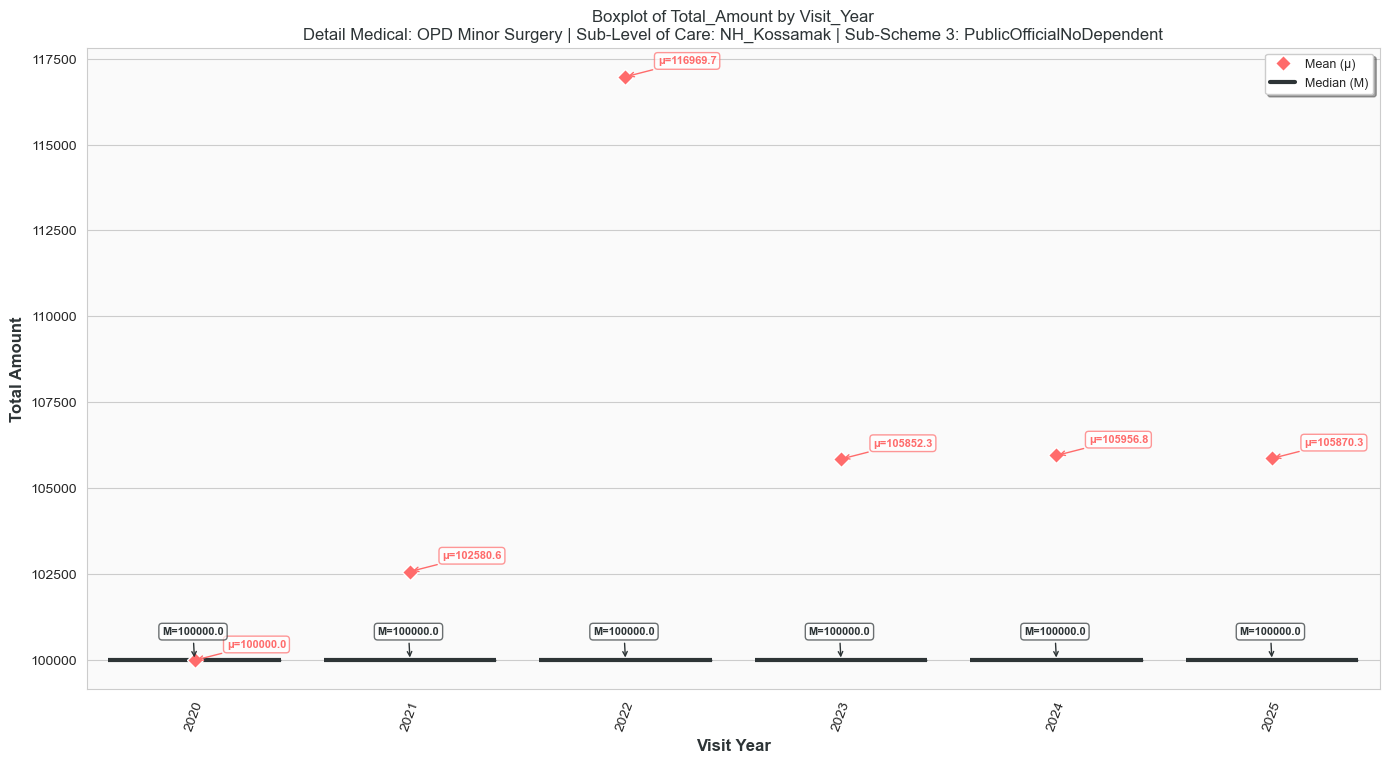 Boxplot of Total_Amount by Visit_Year
Detail Medical: OPD Minor Surgery | Sub-Level of Care: NH_Kossamak | Sub-Scheme 3: PublicOfficialNoDependent
Mean (μ)
Median (M)
Total Amount
117500
115000
112500
110000
107500
105000
102500
100000
μ=116969.7
μ=105852.3
μ=105956.8
μ=105870.3
μ=102580.6
μ=100000.0
M=100000.0
M=100000.0
M=100000.0
M=100000.0
M=100000.0
M=100000.0
2020
2021
2022
2023
2024
2025
Visit Year